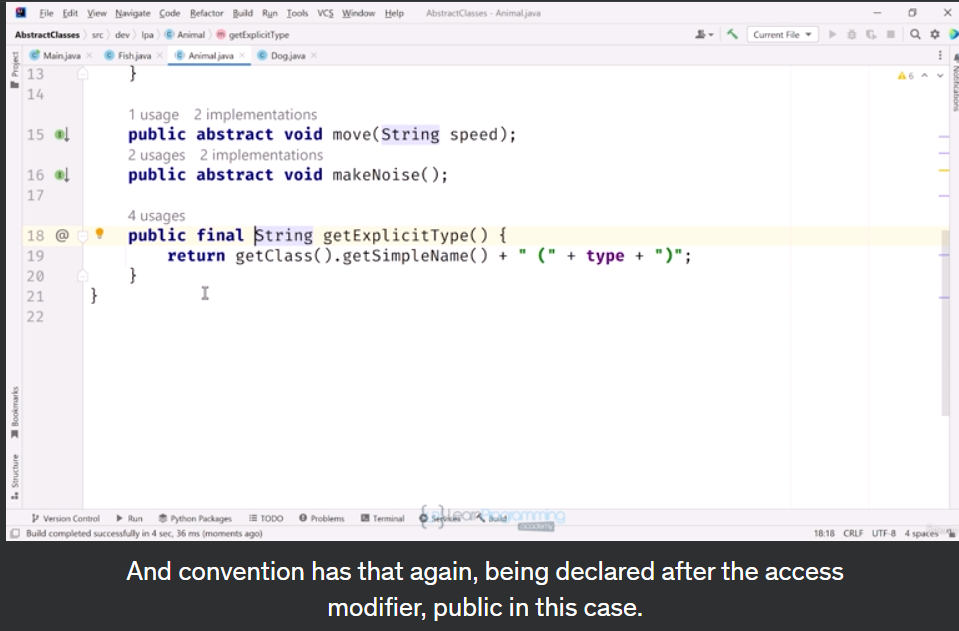 File Edit View Navigate Code Refactor Build Run Tools VCS Window Help AbstractClasses - Animal.java
AbstractClasses src dev lpa Animal getExplicitType Current File
Main.java Fish.java Animal.java Dog.java
Project
Notifications
6
13 }
14
1 usage 2 implementations
15 public abstract void move(String speed);
2 usages 2 implementations
16 public abstract void makeNoise();
17
4 usages
18 @ public final String getExplicitType() {
19 return getClass().getSimpleName() + " (" + type + ")";
20 }
21 }
22
Bookmarks
Structure
Version Control Run Python Packages TODO Problems Terminal Services Build
LearnProgramming
academy
Build completed successfully in 4 sec, 36 ms (moments ago) 18:18 CRLF UTF-8 4 spaces
And convention has that again, being declared after the access
modifier, public in this case.